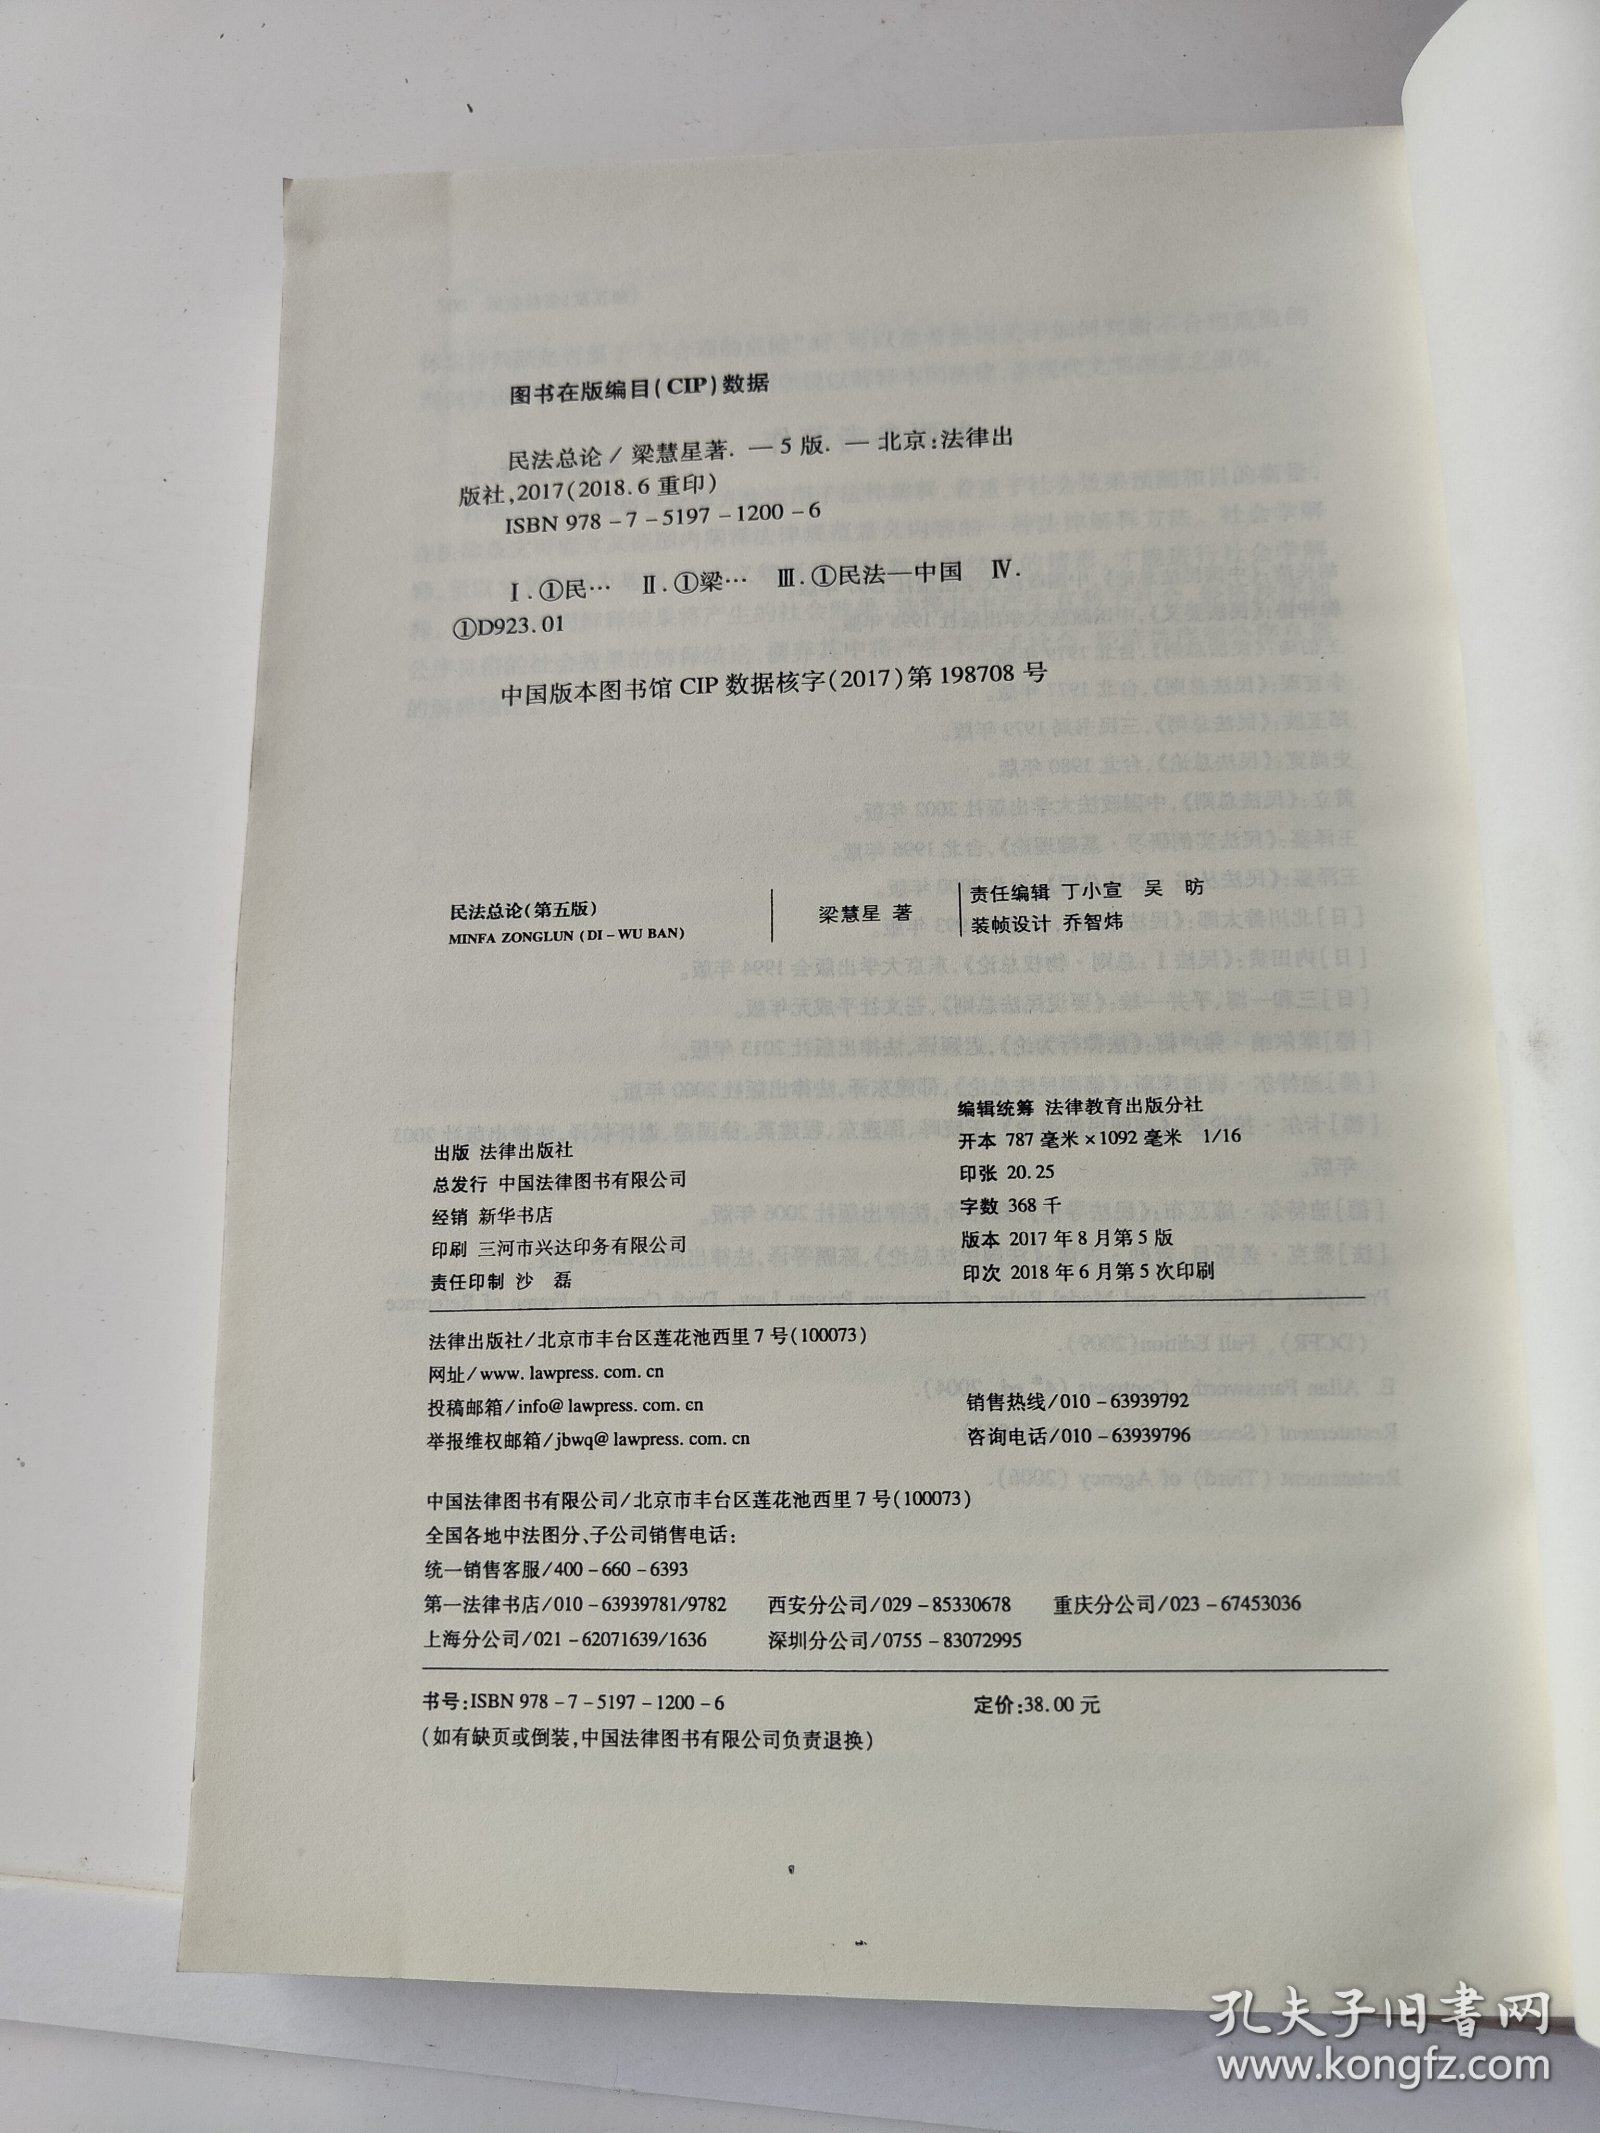 图书在版编目(CIP)数据
民法总论/梁慧星著. —5版. —北京:法律出
版社,2017(2018.6重印)
ISBN 978-7-5197-1200-6
Ⅰ.①民… Ⅱ.①梁… Ⅲ.①民法—中国 Ⅳ.
①D923.01
中国版本图书馆CIP数据核字(2017)第198708号
民法总论(第五版)
MINFA ZONGLUN (DI-WU BAN)
梁慧星 著
责任编辑 丁小宣 吴 昉
装帧设计 乔智炜
出版 法律出版社
总发行 中国法律图书有限公司
经销 新华书店
印刷 三河市兴达印务有限公司
责任印制 沙 磊
编辑统筹 法律教育出版分社
开本 787毫米×1092毫米 1/16
印张 20.25
字数 368千
版本 2017年8月第5版
印次 2018年6月第5次印刷
法律出版社/北京市丰台区莲花池西里7号(100073)
网址/www.lawpress.com.cn
投稿邮箱/info@lawpress.com.cn 销售热线/010-63939792
举报维权邮箱/jbwq@lawpress.com.cn 咨询电话/010-63939796
中国法律图书有限公司/北京市丰台区莲花池西里7号(100073)
全国各地中法图分、子公司销售电话:
统一销售客服/400-660-6393
第一法律书店/010-63939781/9782 西安分公司/029-85330678 重庆分公司/023-67453036
上海分公司/021-62071639/1636 深圳分公司/0755-83072995
书号:ISBN 978-7-5197-1200-6 定价:38.00元
(如有缺页或倒装,中国法律图书有限公司负责退换)
孔夫子旧书网
www.kongfz.com